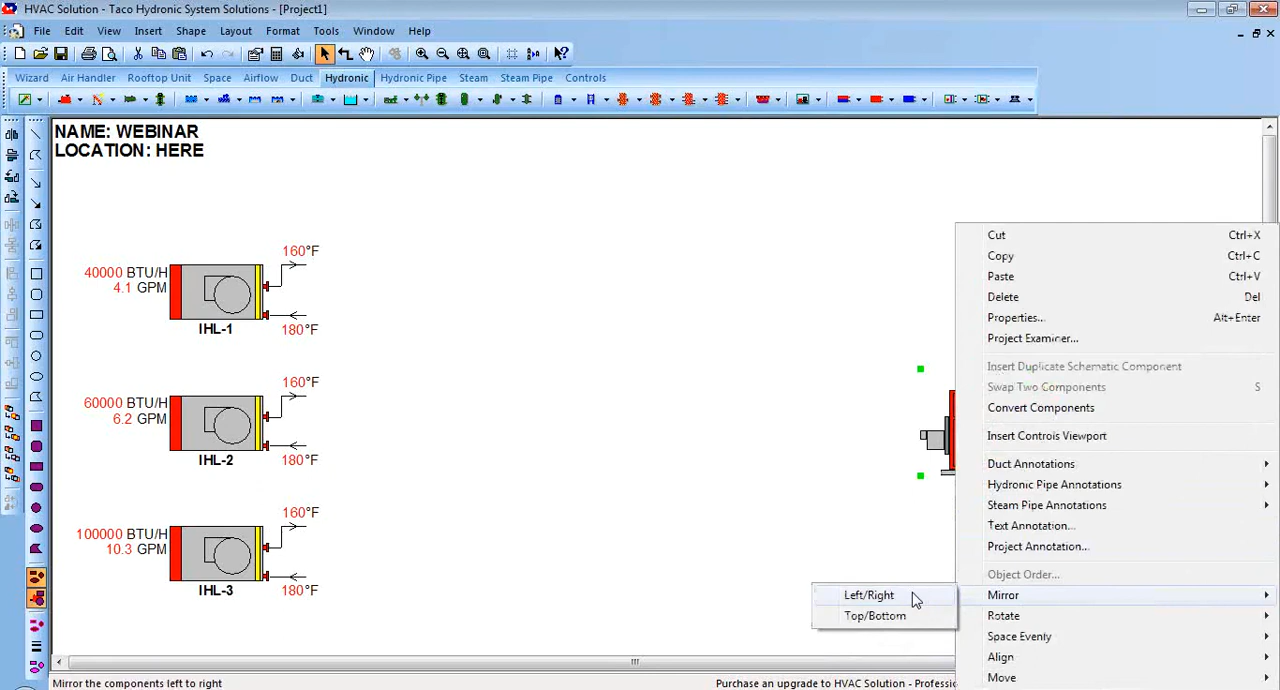 HVAC Solution - Taco Hydronic System Solutions - [Project1]
File Edit View Insert Shape Layout Format Tools Window Help
Wizard Air Handler Rooftop Unit Space Airflow Duct Hydronic Hydronic Pipe Steam Steam Pipe Controls
NAME: WEBINAR
LOCATION: HERE
160°F
40000 BTU/H
4.1 GPM
IHL-1
180°F
160°F
60000 BTU/H
6.2 GPM
IHL-2
180°F
160°F
100000 BTU/H
10.3 GPM
IHL-3
180°F
Cut Ctrl+X
Copy Ctrl+C
Paste Ctrl+V
Delete Del
Properties... Alt+Enter
Project Examiner...
Insert Duplicate Schematic Component
Swap Two Components S
Convert Components
Insert Controls Viewport
Duct Annotations
Hydronic Pipe Annotations
Steam Pipe Annotations
Text Annotation...
Project Annotation...
Object Order...
Mirror
Rotate
Space Evenly
Align
Move
Left/Right
Top/Bottom
Mirror the components left to right
Purchase an upgrade to HVAC Solution - Professio